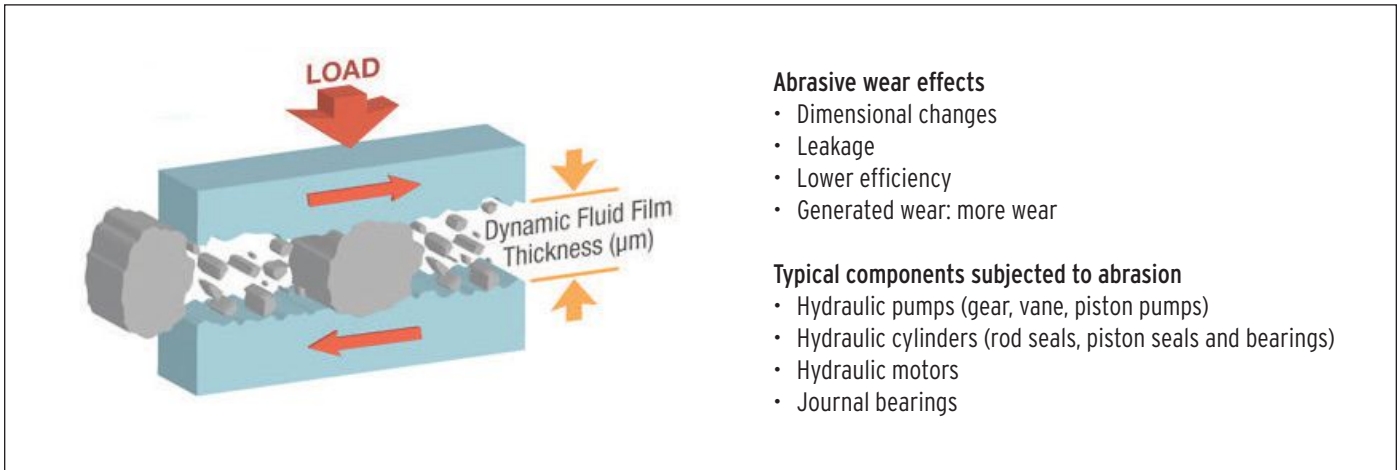 LOAD
Dynamic Fluid Film
Thickness (µm)
Abrasive wear effects
• Dimensional changes
• Leakage
• Lower efficiency
• Generated wear: more wear
Typical components subjected to abrasion
• Hydraulic pumps (gear, vane, piston pumps)
• Hydraulic cylinders (rod seals, piston seals and bearings)
• Hydraulic motors
• Journal bearings